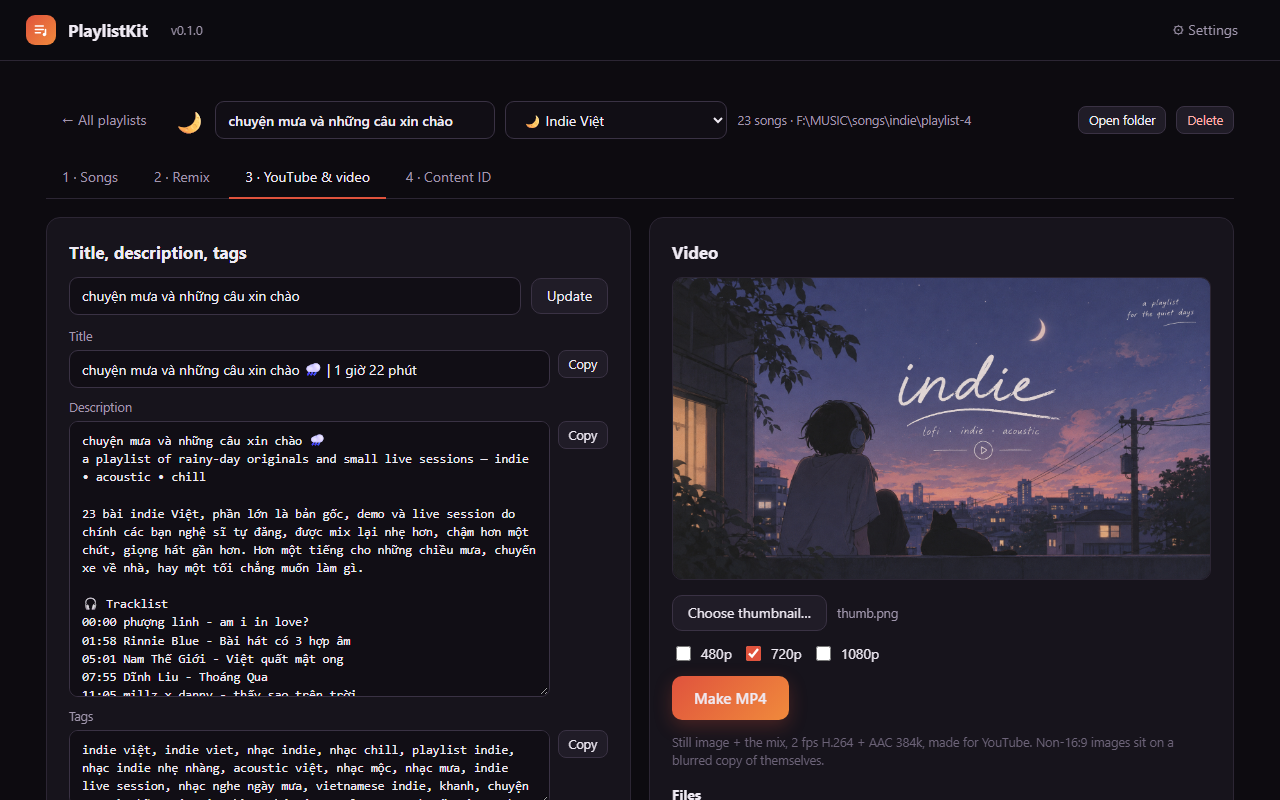 PlaylistKit
v0.1.0
⚙ Settings
← All playlists
chuyện mưa và những câu xin chào
🌙 Indie Việt
23 songs · F:\MUSIC\songs\indie\playlist-4
Open folder
Delete
1 · Songs
2 · Remix
3 · YouTube & video
4 · Content ID
Title, description, tags
chuyện mưa và những câu xin chào
Update
Title
chuyện mưa và những câu xin chào 🌧️ | 1 giờ 22 phút
Copy
Description
chuyện mưa và những câu xin chào 🌧️
a playlist of rainy-day originals and small live sessions — indie
• acoustic • chill
23 bài indie Việt, phần lớn là bản gốc, demo và live session do
chính các bạn nghệ sĩ tự đăng, được mix lại nhẹ hơn, chậm hơn một
chút, giọng hát gần hơn. Hơn một tiếng cho những chiều mưa, chuyến
xe về nhà, hay một tối chẳng muốn làm gì.
🎧 Tracklist
00:00 phượng linh - am i in love?
01:58 Rinnie Blue - Bài hát có 3 hợp âm
05:01 Nam Thế Giới - Việt quất mật ong
07:55 Dĩnh Liu - Thoáng Qua
11:05 millz x danny - thấy sao trên trời
Copy
Tags
indie việt, indie viet, nhạc indie, nhạc chill, playlist indie,
nhạc indie nhẹ nhàng, acoustic việt, nhạc mộc, nhạc mưa, indie
live session, nhạc nghe ngày mưa, vietnamese indie, khanh, chuyện
Copy
Video
a playlist
for the quiet days
indie
lofi · indie · acoustic
Choose thumbnail...
thumb.png
480p
720p
1080p
Make MP4
Still image + the mix, 2 fps H.264 + AAC 384k, made for YouTube. Non-16:9 images sit on a
blurred copy of themselves.
Files